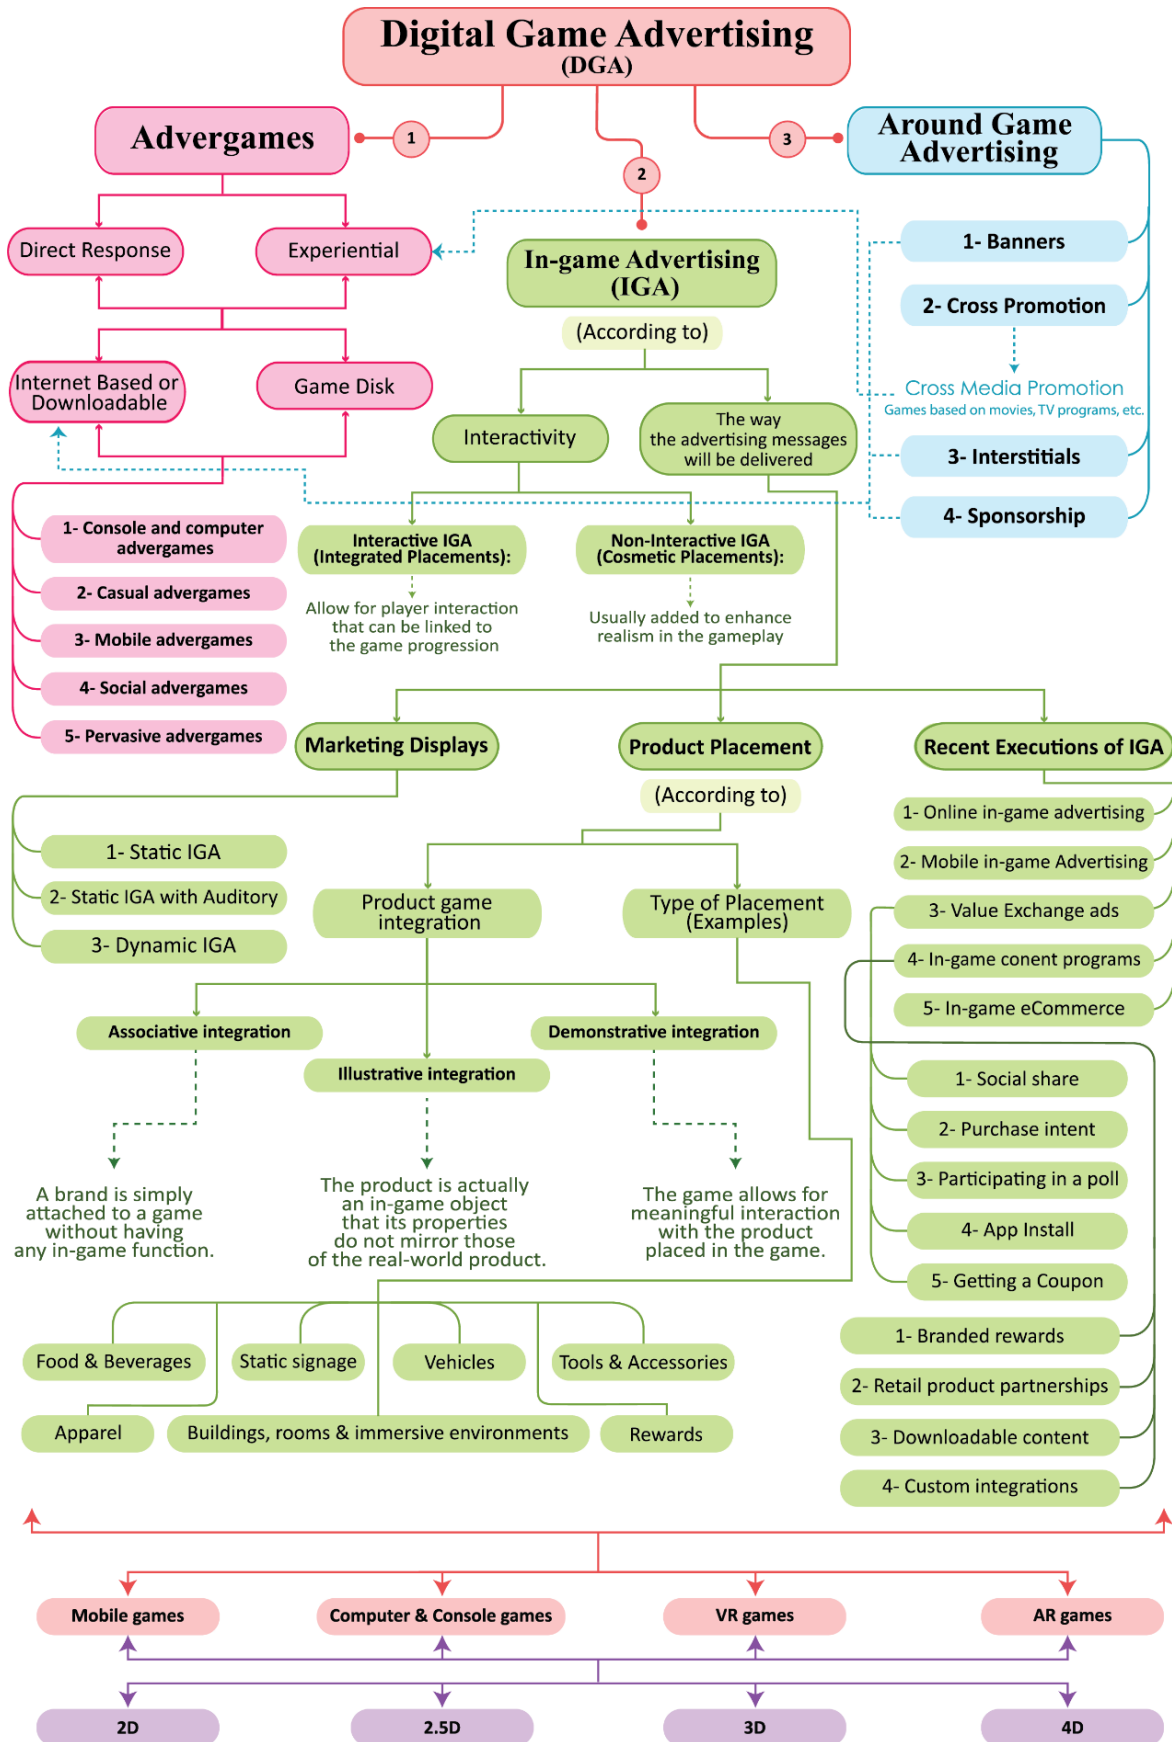 Digital Game Advertising
(DGA)
Advergames
1
2
3
Around Game
Advertising
Direct Response
Experiential
Internet Based or
Downloadable
Game Disk
1- Console and computer
advergames
2- Casual advergames
3- Mobile advergames
4- Social advergames
5- Pervasive advergames
In-game Advertising
(IGA)
(According to)
Interactivity
The way
the advertising messages
will be delivered
Interactive IGA
(Integrated Placements):
Non-Interactive IGA
(Cosmetic Placements):
Allow for player interaction
that can be linked to
the game progression
Usually added to enhance
realism in the gameplay
1- Banners
2- Cross Promotion
Cross Media Promotion
Games based on movies, TV programs, etc.
3- Interstitials
4- Sponsorship
Marketing Displays
Product Placement
Recent Executions of IGA
(According to)
1- Static IGA
2- Static IGA with Auditory
3- Dynamic IGA
Product game
integration
Type of Placement
(Examples)
1- Online in-game advertising
2- Mobile in-game Advertising
3- Value Exchange ads
4- In-game conent programs
5- In-game eCommerce
Associative integration
Illustrative integration
Demonstrative integration
A brand is simply
attached to a game
without having
any in-game function.
The product is actually
an in-game object
that its properties
do not mirror those
of the real-world product.
The game allows for
meaningful interaction
with the product
placed in the game.
1- Social share
2- Purchase intent
3- Participating in a poll
4- App Install
5- Getting a Coupon
1- Branded rewards
2- Retail product partnerships
3- Downloadable content
4- Custom integrations
Food & Beverages
Static signage
Vehicles
Tools & Accessories
Apparel
Buildings, rooms & immersive environments
Rewards
Mobile games
Computer & Console games
VR games
AR games
2D
2.5D
3D
4D